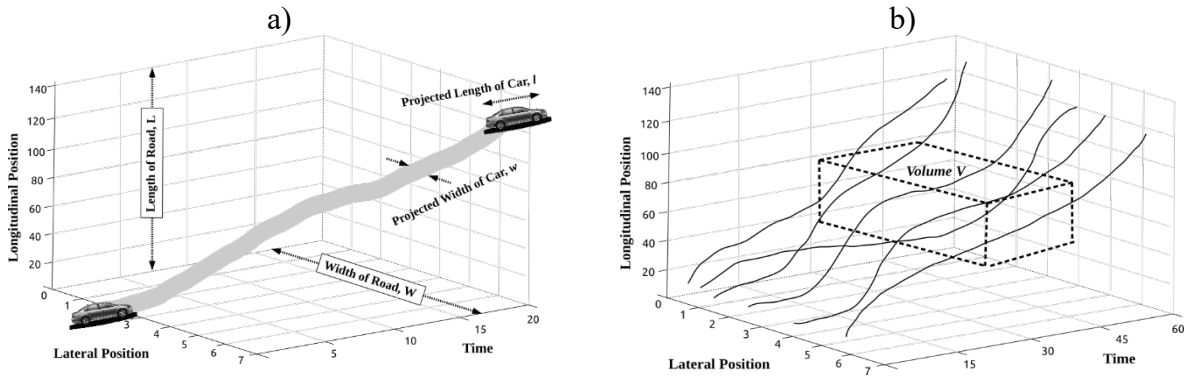 a)
140
120
100
80
60
40
20
0
Longitudinal Position
Length of Road, L
Projected Length of Car, l
Projected Width of Car, w
Width of Road, W
1
3
4
5
6
7
Lateral Position
5
10
15
20
Time
b)
140
120
100
80
60
40
20
0
Longitudinal Position
Volume V
1
2
3
4
5
6
7
Lateral Position
15
30
45
60
Time